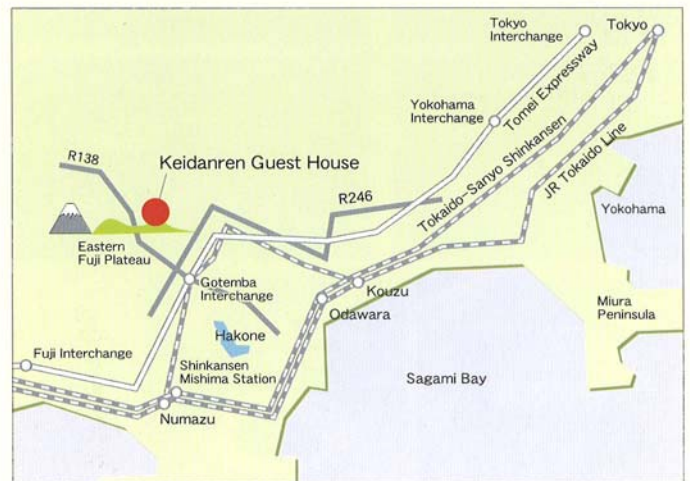 Tokyo
Interchange
Tokyo
Yokohama
Interchange
Tomei Expressway
Tokaido-Sanyo Shinkansen
JR Tokaido Line
R138
Keidanren Guest House
R246
Yokohama
Eastern
Fuji Plateau
Gotemba
Interchange
Kouzu
Odawara
Miura
Peninsula
Hakone
Fuji Interchange
Shinkansen
Mishima Station
Sagami Bay
Numazu